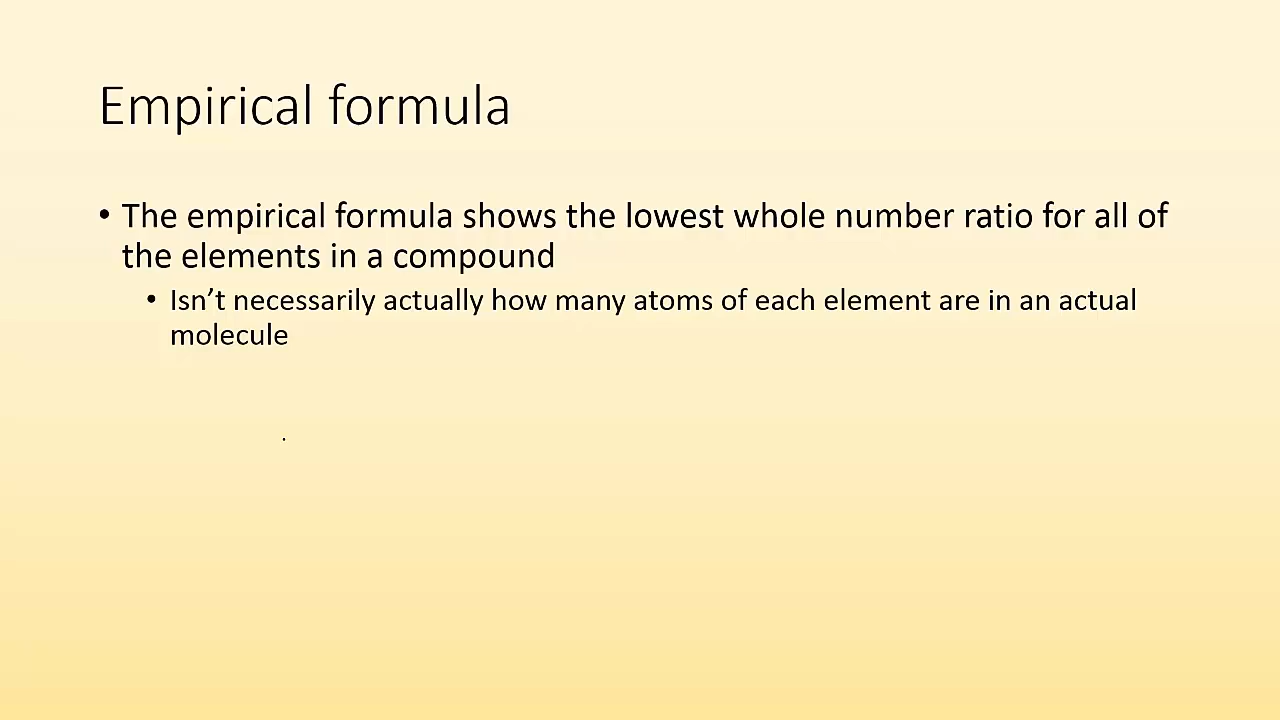 Empirical formula
• The empirical formula shows the lowest whole number ratio for all of
the elements in a compound
• Isn’t necessarily actually how many atoms of each element are in an actual
molecule